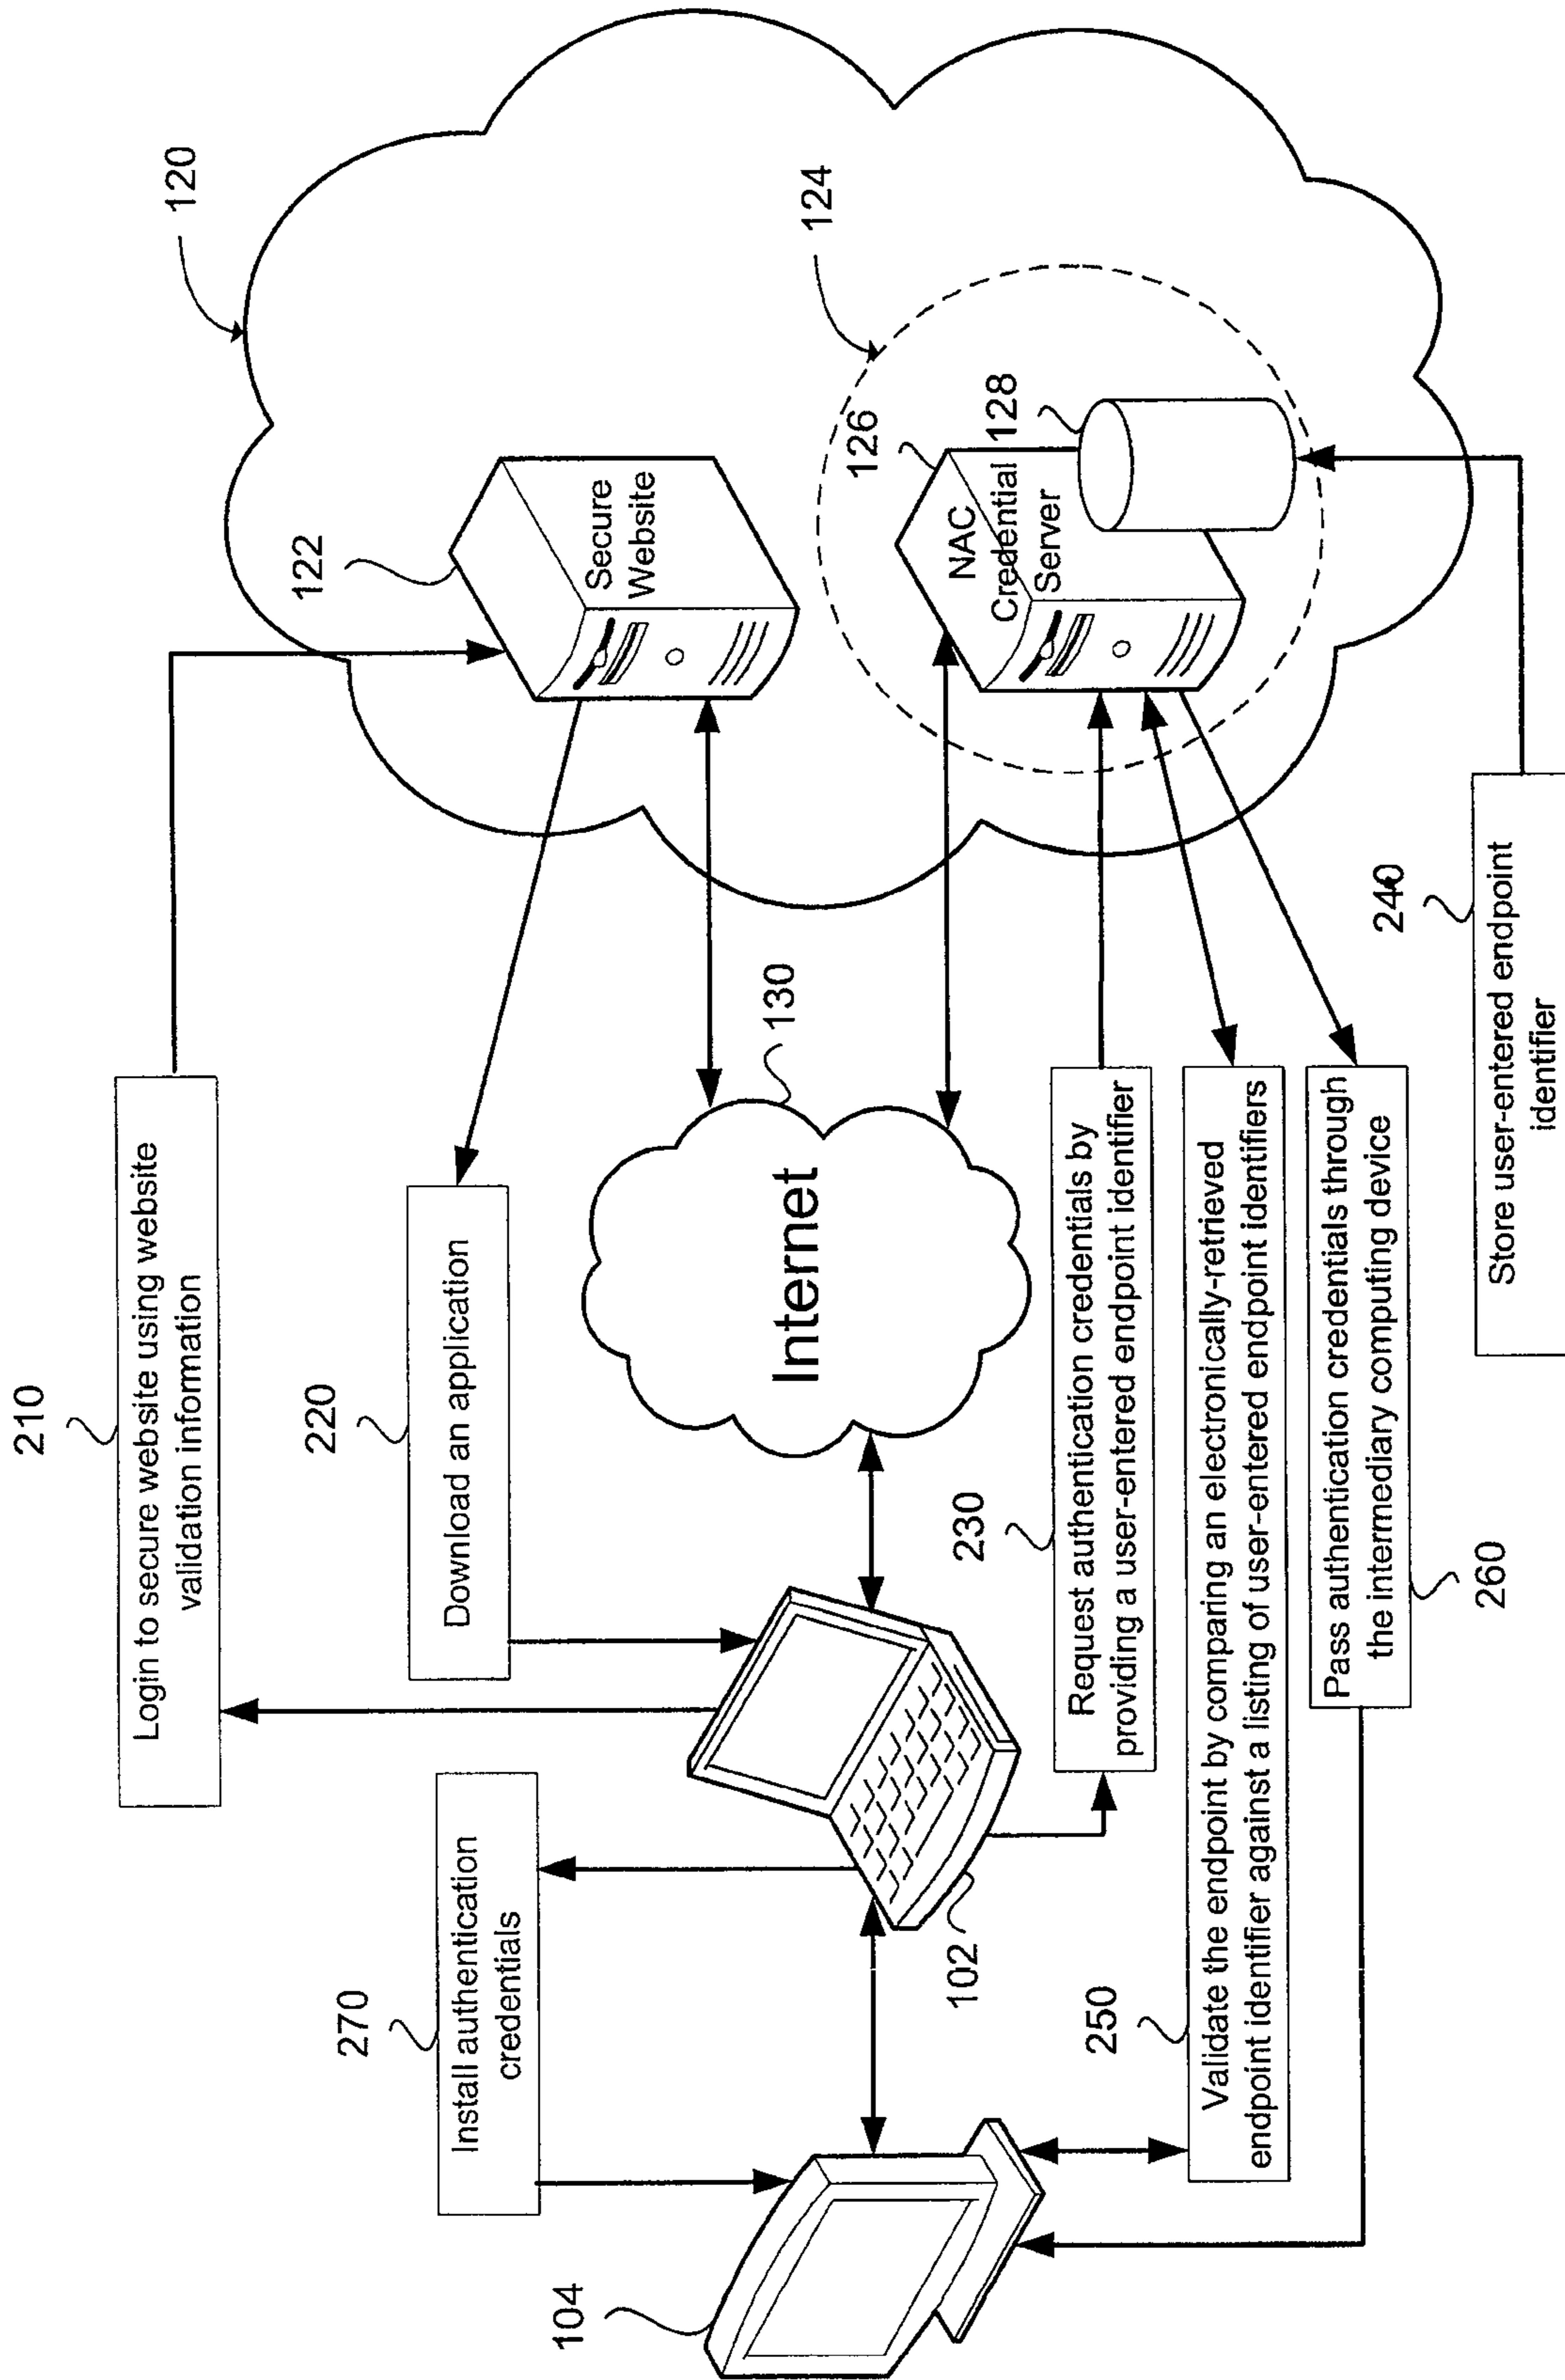 210
Login to secure website using website
validation information
120
220
Download an application
122
Secure
Website
270
Install authentication
credentials
124
Internet
130
126
128
NAC
Credential
Server
104
102
230
Request authentication credentials by
providing a user-entered endpoint identifier
250
Validate the endpoint by comparing an electronically-retrieved
endpoint identifier against a listing of user-entered endpoint identifiers
Pass authentication credentials through
the intermediary computing device
260
240
Store user-entered endpoint
identifier